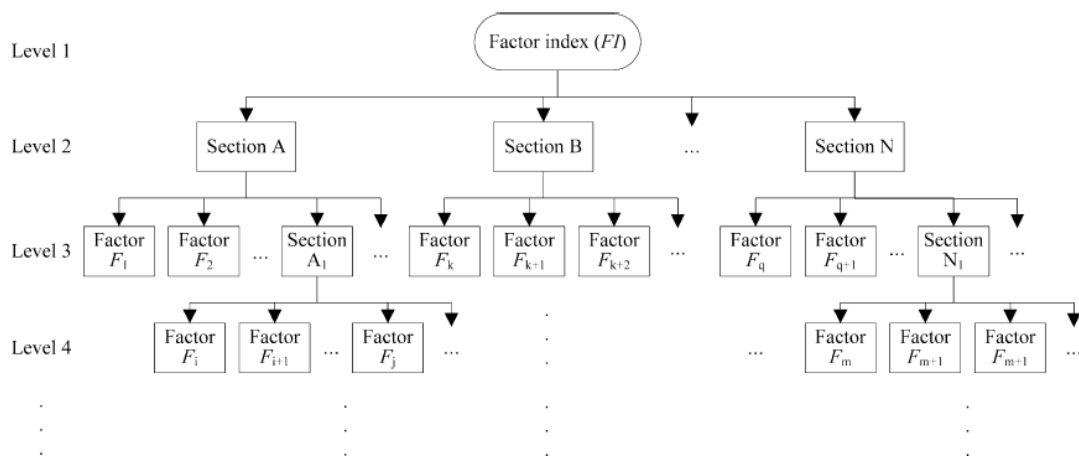 Level 1
Factor index (FI)
Level 2
Section A
Section B
...
Section N
Level 3
Factor
F1
Factor
F2
...
Section
A1
...
Factor
Fk
Factor
Fk+1
Factor
Fk+2
...
Factor
Fq
Factor
Fq+1
...
Section
N1
...
Level 4
Factor
Fi
Factor
Fi+1
...
Factor
Fj
...
...
Factor
Fm
Factor
Fm+1
Factor
Fm+1
...